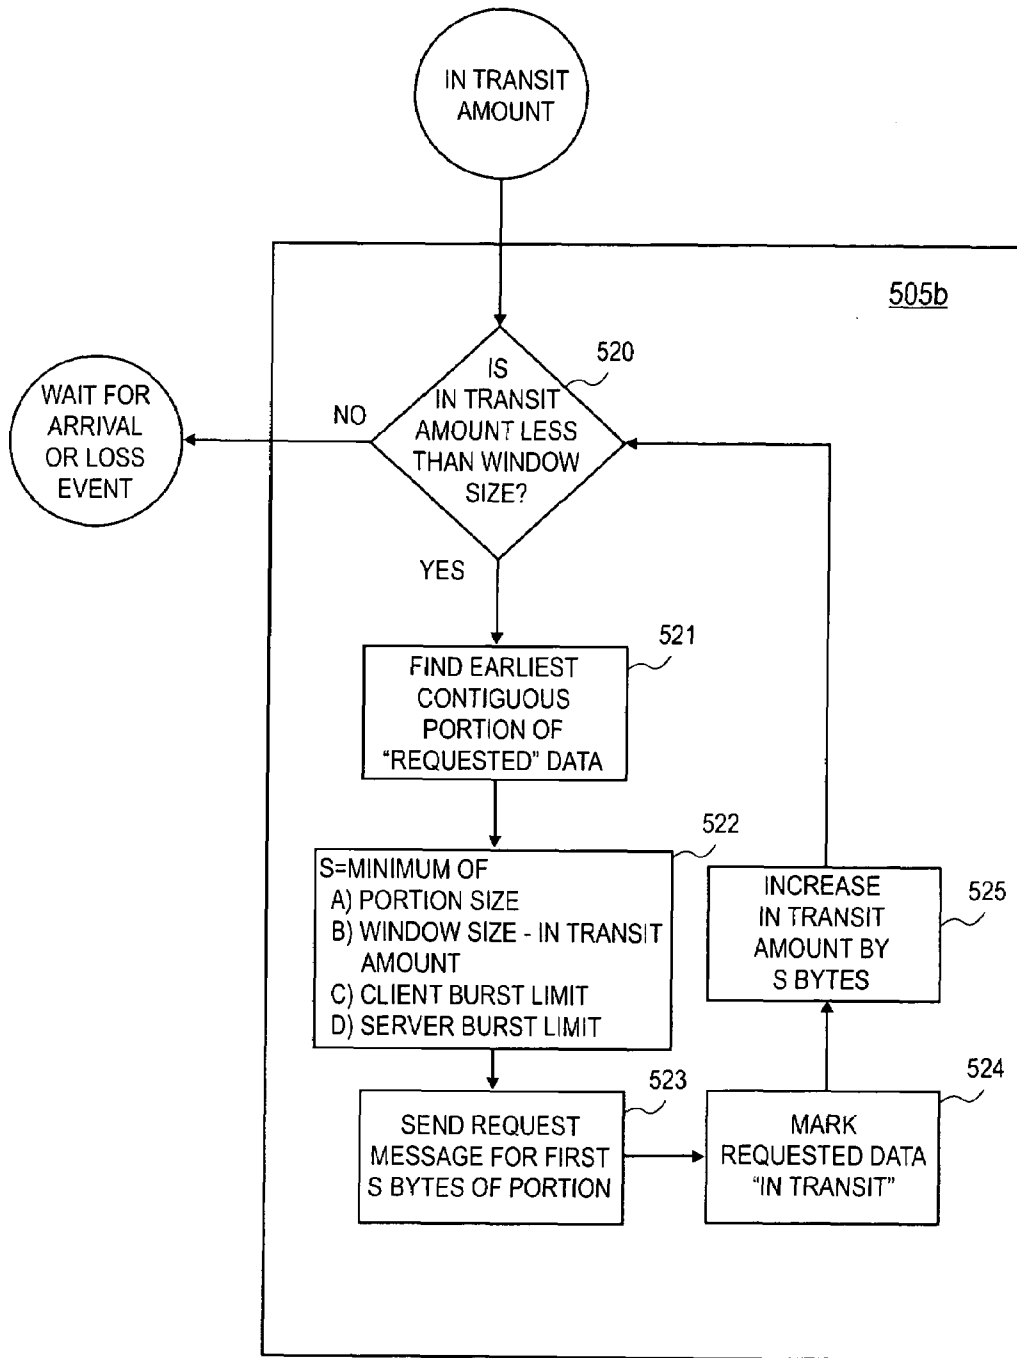 IN TRANSIT
AMOUNT
505b
520
IS
IN TRANSIT
AMOUNT LESS
THAN WINDOW
SIZE?
NO
WAIT FOR
ARRIVAL
OR LOSS
EVENT
YES
521
FIND EARLIEST
CONTIGUOUS
PORTION OF
“REQUESTED” DATA
522
S=MINIMUM OF
A) PORTION SIZE
B) WINDOW SIZE - IN TRANSIT
AMOUNT
C) CLIENT BURST LIMIT
D) SERVER BURST LIMIT
523
SEND REQUEST
MESSAGE FOR FIRST
S BYTES OF PORTION
524
MARK
REQUESTED DATA
“IN TRANSIT”
525
INCREASE
IN TRANSIT
AMOUNT BY
S BYTES